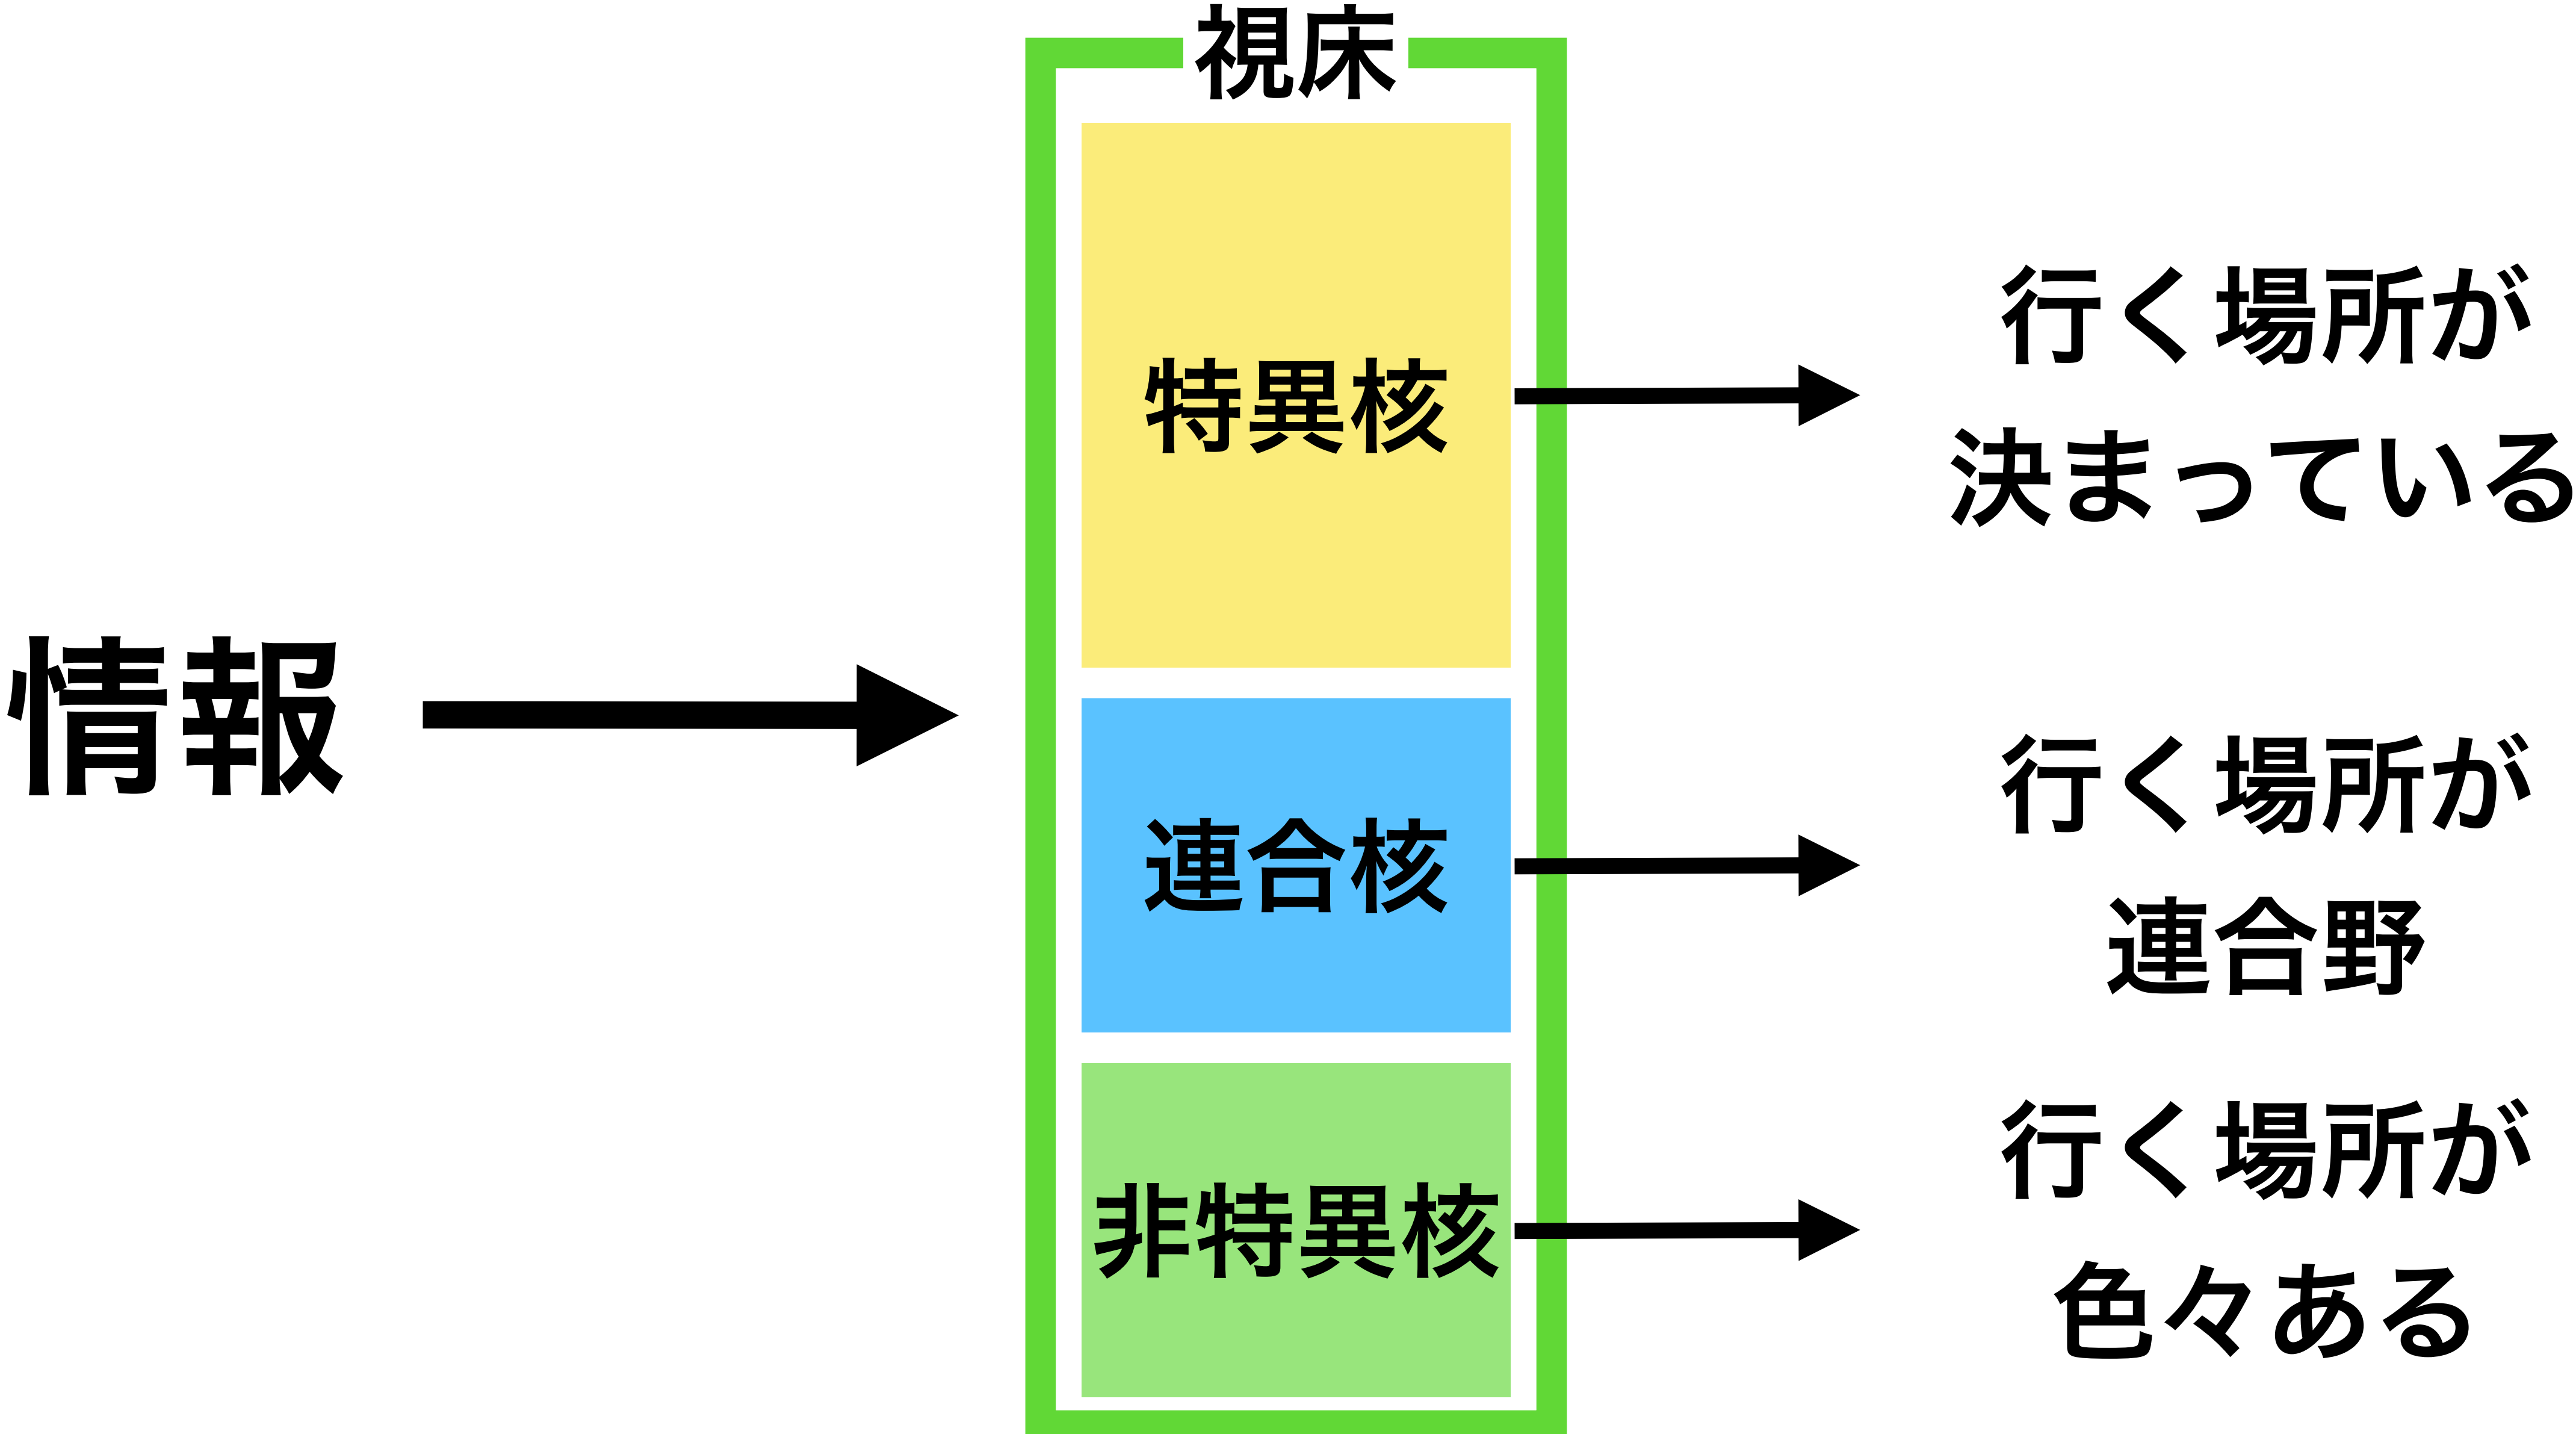 視床
情報
特異核
行く場所が
決まっている
連合核
行く場所が
連合野
非特異核
行く場所が
色々ある